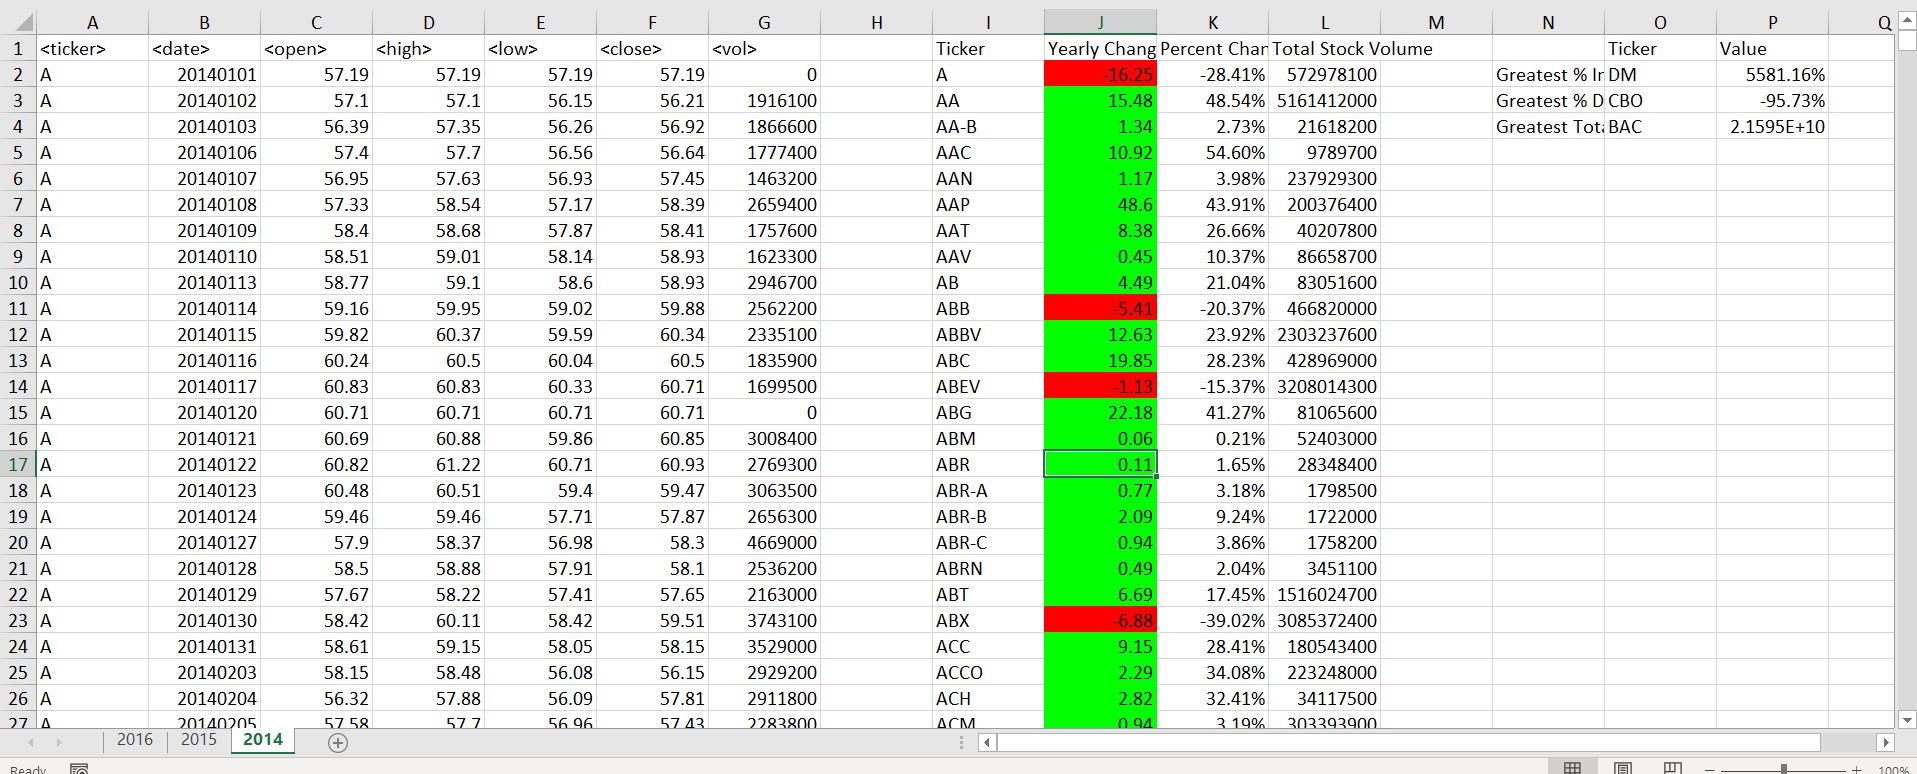 A B C D E F G H I J K L M N O P Q
1 <ticker> <date> <open> <high> <low> <close> <vol> Ticker Yearly Chang Percent Char Total Stock Volume Ticker Value
2 A 20140101 57.19 57.19 57.19 57.19 0 A -16.25 -28.41% 572978100 Greatest % Ir DM 5581.16%
3 A 20140102 57.1 57.1 56.15 56.21 1916100 AA 15.48 48.54% 5161412000 Greatest % D CBO -95.73%
4 A 20140103 56.39 57.35 56.26 56.92 1866600 AA-B 1.34 2.73% 21618200 Greatest Tota BAC 2.1595E+10
5 A 20140106 57.4 57.7 56.56 56.64 1777400 AAC 10.92 54.60% 9789700
6 A 20140107 56.95 57.63 56.93 57.45 1463200 AAN 1.17 3.98% 237929300
7 A 20140108 57.33 58.54 57.17 58.39 2659400 AAP 48.6 43.91% 200376400
8 A 20140109 58.4 58.68 57.87 58.41 1757600 AAT 8.38 26.66% 40207800
9 A 20140110 58.51 59.01 58.14 58.93 1623300 AAV 0.45 10.37% 86658700
10 A 20140113 58.77 59.1 58.6 58.93 2946700 AB 4.49 21.04% 83051600
11 A 20140114 59.16 59.95 59.02 59.88 2562200 ABB -5.41 -20.37% 466820000
12 A 20140115 59.82 60.37 59.59 60.34 2335100 ABBV 12.63 23.92% 2303237600
13 A 20140116 60.24 60.5 60.04 60.5 1835900 ABC 19.85 28.23% 428969000
14 A 20140117 60.83 60.83 60.33 60.71 1699500 ABEV -1.13 -15.37% 3208014300
15 A 20140120 60.71 60.71 60.71 60.71 0 ABG 22.18 41.27% 81065600
16 A 20140121 60.69 60.88 59.86 60.85 3008400 ABM 0.06 0.21% 52403000
17 A 20140122 60.82 61.22 60.71 60.93 2769300 ABR 0.11 1.65% 28348400
18 A 20140123 60.48 60.51 59.4 59.47 3063500 ABR-A 0.77 3.18% 1798500
19 A 20140124 59.46 59.46 57.71 57.87 2656300 ABR-B 2.09 9.24% 1722000
20 A 20140127 57.9 58.37 56.98 58.3 4669000 ABR-C 0.94 3.86% 1758200
21 A 20140128 58.5 58.88 57.91 58.1 2536200 ABRN 0.49 2.04% 3451100
22 A 20140129 57.67 58.22 57.41 57.65 2163000 ABT 6.69 17.45% 1516024700
23 A 20140130 58.42 60.11 58.42 59.51 3743100 ABX -6.88 -39.02% 3085372400
24 A 20140131 58.61 59.15 58.05 58.15 3529000 ACC 9.15 28.41% 180543400
25 A 20140203 58.15 58.48 56.08 56.15 2929200 ACCO 2.29 34.08% 223248000
26 A 20140204 56.32 57.88 56.09 57.81 2911800 ACH 2.82 32.41% 34117500
27 A 20140205 57.58 57.7 56.96 57.43 2283800 ACM 0.94 3.19% 303393900
2016 2015 2014
Ready 100%